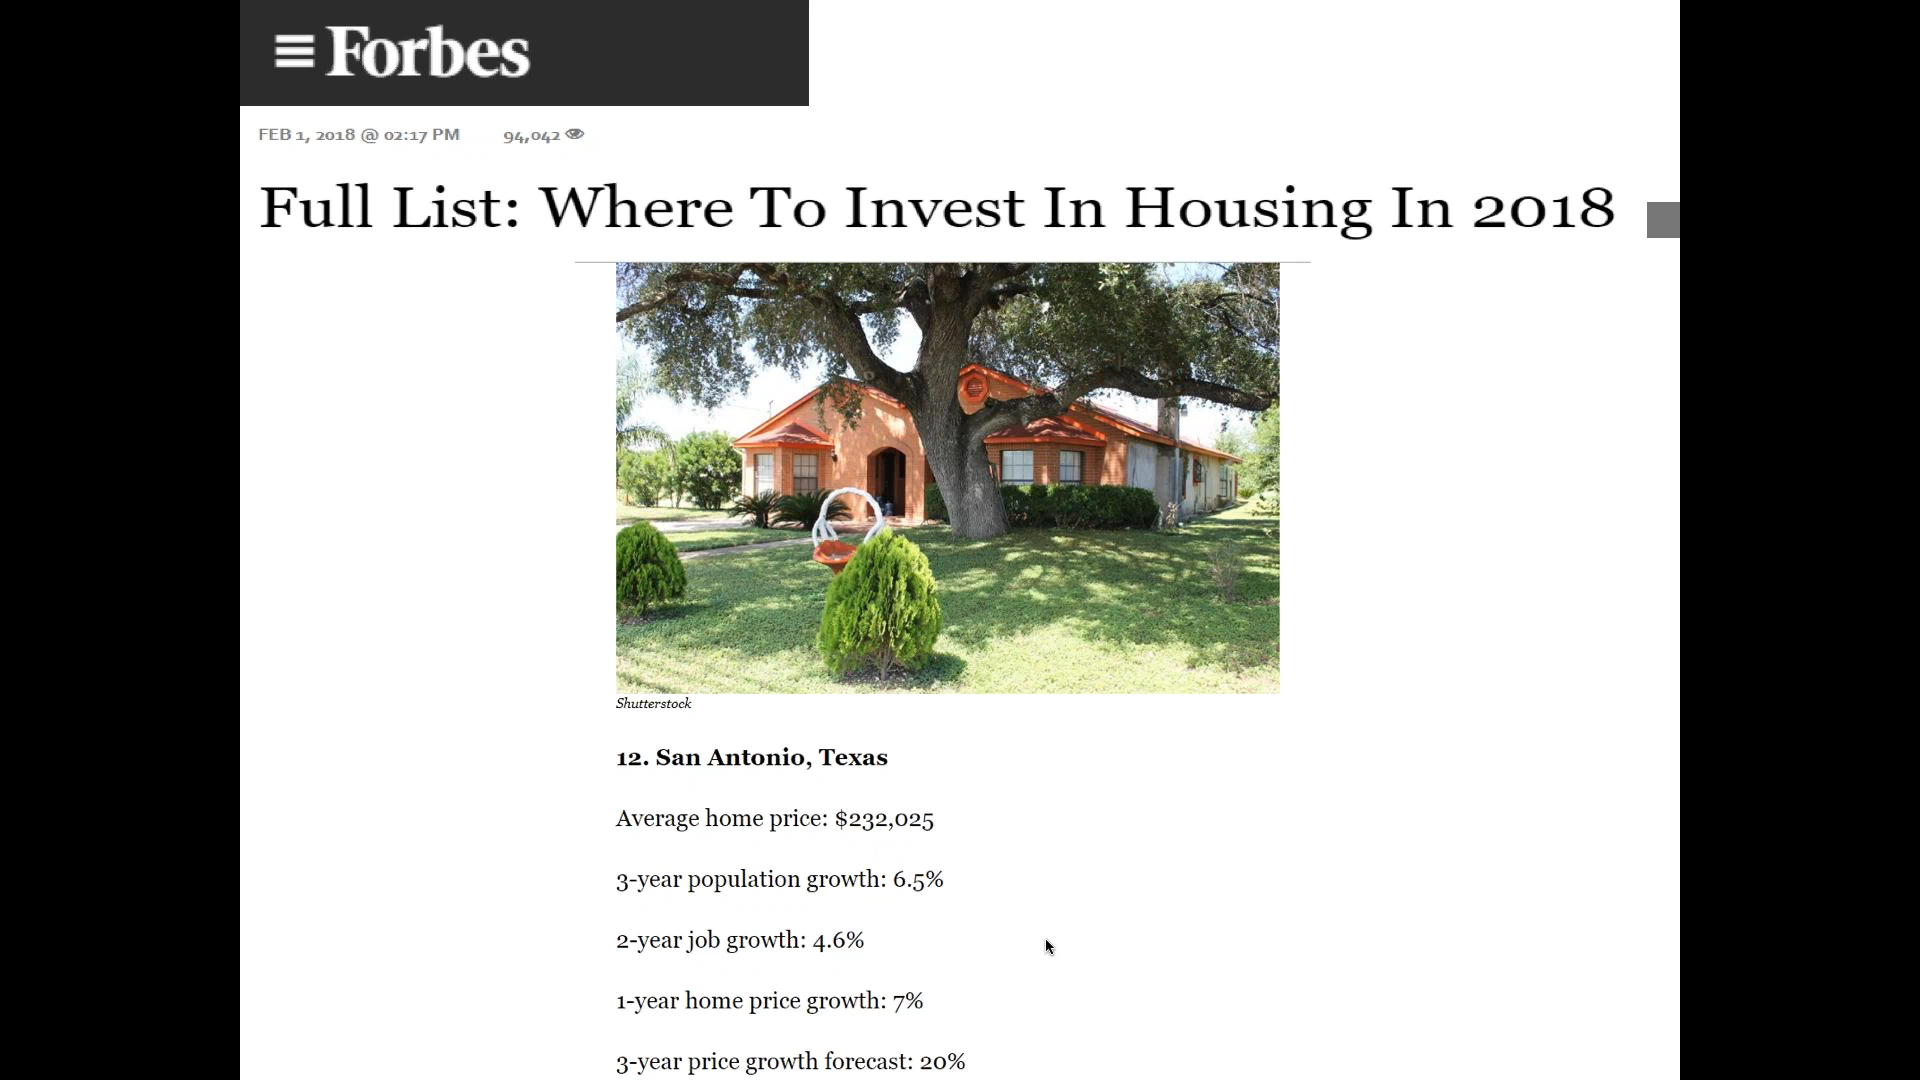 Forbes
FEB 1, 2018 @ 02:17 PM 94,042
Full List: Where To Invest In Housing In 2018
Shutterstock
12. San Antonio, Texas
Average home price: $232,025
3-year population growth: 6.5%
2-year job growth: 4.6%
1-year home price growth: 7%
3-year price growth forecast: 20%